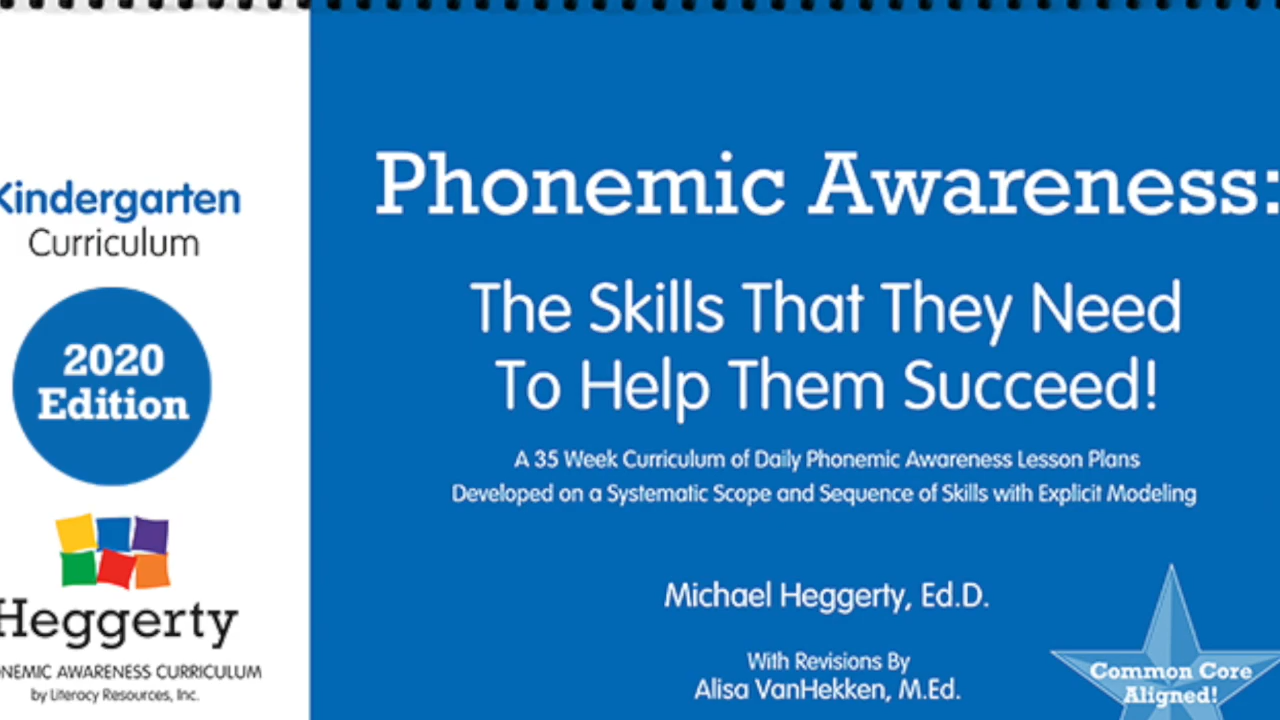 Kindergarten
Curriculum
2020
Edition
Heggerty
NEMIC AWARENESS CURRICULUM
by Literacy Resources, Inc.
Phonemic Awareness:
The Skills That They Need
To Help Them Succeed!
A 35 Week Curriculum of Daily Phonemic Awareness Lesson Plans
Developed on a Systematic Scope and Sequence of Skills with Explicit Modeling
Michael Heggerty, Ed.D.
With Revisions By
Alisa VanHekken, M.Ed.
Common Core
Aligned!